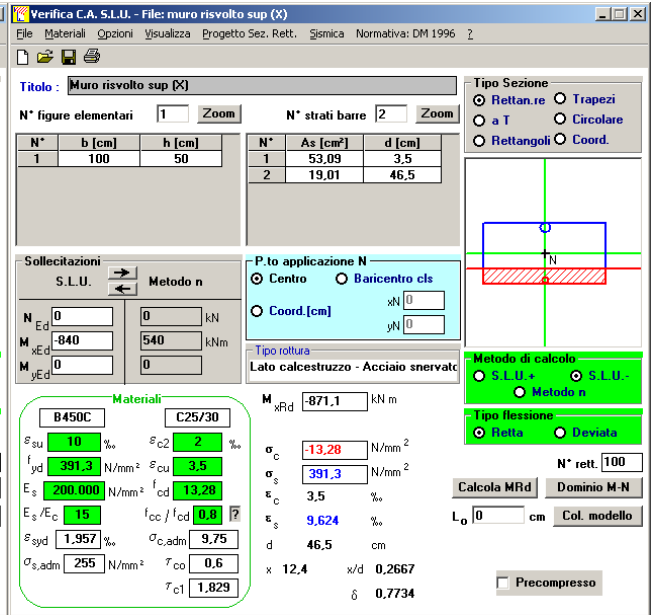 Verifica C.A. S.L.U. - File: muro risvolto sup (X)
File Materiali Opzioni Visualizza Progetto Sez. Rett. Sismica Normativa: DM 1996 ?
Titolo : Muro risvolto sup (X)
N° figure elementari 1 Zoom N° strati barre 2 Zoom
N° b [cm] h [cm]
1 100 50
N° As [cm²] d [cm]
1 53,09 3,5
2 19,01 46,5
Tipo Sezione
Rettan.re Trapezi
a T Circolare
Rettangoli Coord.
N
Sollecitazioni
S.L.U. Metodo n
N Ed 0 0 kN
M xEd -840 540 kNm
M yEd 0 0
P.to applicazione N
Centro Baricentro cls
Coord.[cm] xN 0
yN 0
Tipo rottura
Lato calcestruzzo - Acciaio snervato
Metodo di calcolo
S.L.U.+ S.L.U.-
Metodo n
Tipo flessione
Retta Deviata
Materiali
B450C C25/30
εsu 10 ‰ εc2 2 ‰
fyd 391,3 N/mm² εcu 3,5
Es 200.000 N/mm² fcd 13,28
Es/Ec 15 fcc / fcd 0,8 ?
εsyd 1,957 ‰ σc,adm 9,75
σs,adm 255 N/mm² τco 0,6
τc1 1,829
M xRd -871,1 kN m
σc -13,28 N/mm²
σs 391,3 N/mm²
εc 3,5 ‰
εs 9,624 ‰
d 46,5 cm
x 12,4 x/d 0,2667
δ 0,7734
N° rett. 100
Calcola MRd Dominio M-N
Lo 0 cm Col. modello
Precompresso